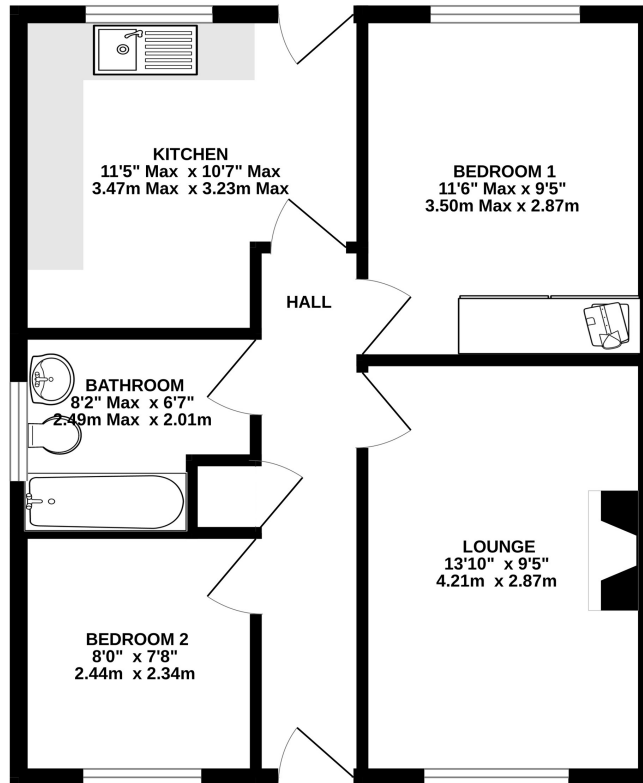 KITCHEN
11'5" Max x 10'7" Max
3.47m Max x 3.23m Max
BEDROOM 1
11'6" Max x 9'5"
3.50m Max x 2.87m
HALL
BATHROOM
8'2" Max x 6'7"
2.49m Max x 2.01m
LOUNGE
13'10" x 9'5"
4.21m x 2.87m
BEDROOM 2
8'0" x 7'8"
2.44m x 2.34m